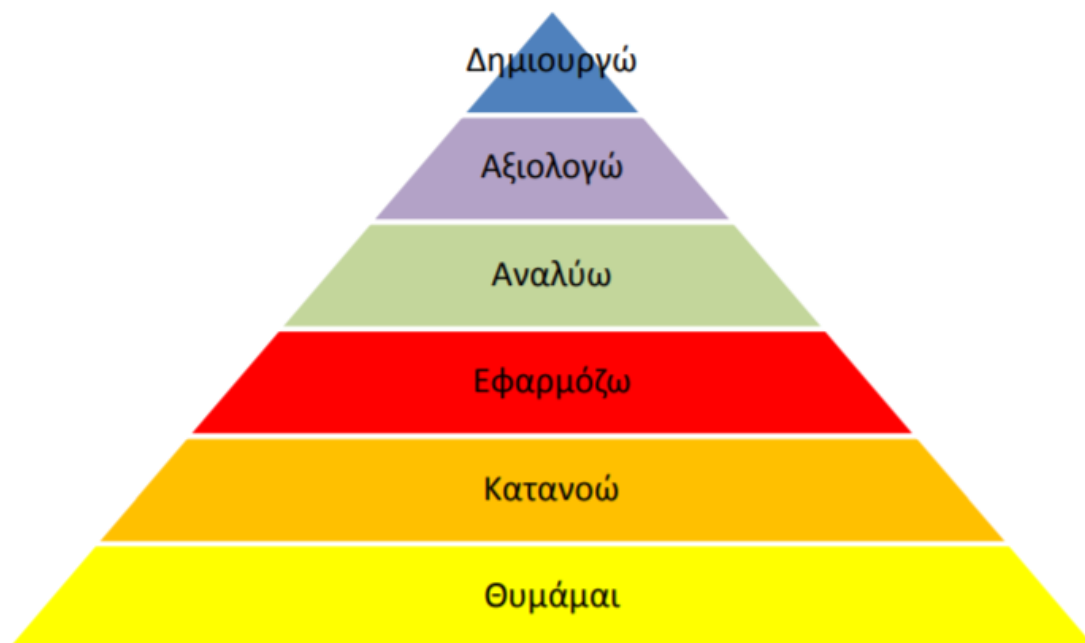 Δημιουργώ
Αξιολογώ
Αναλύω
Εφαρμόζω
Κατανοώ
Θυμάμαι